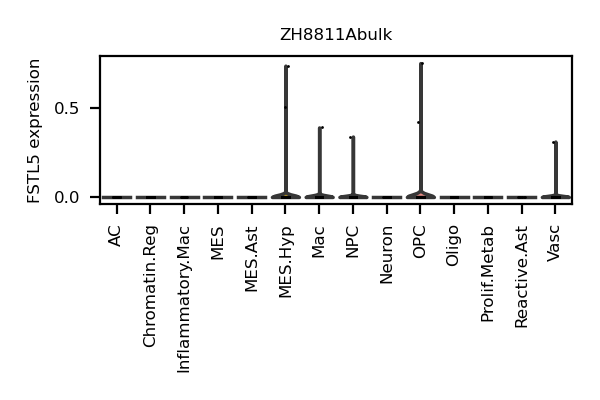 ZH8811Abulk
FSTL5 expression
0.5
0.0
AC
Chromatin.Reg
Inflammatory.Mac
MES
MES.Ast
MES.Hyp
Mac
NPC
Neuron
OPC
Oligo
Prolif.Metab
Reactive.Ast
Vasc